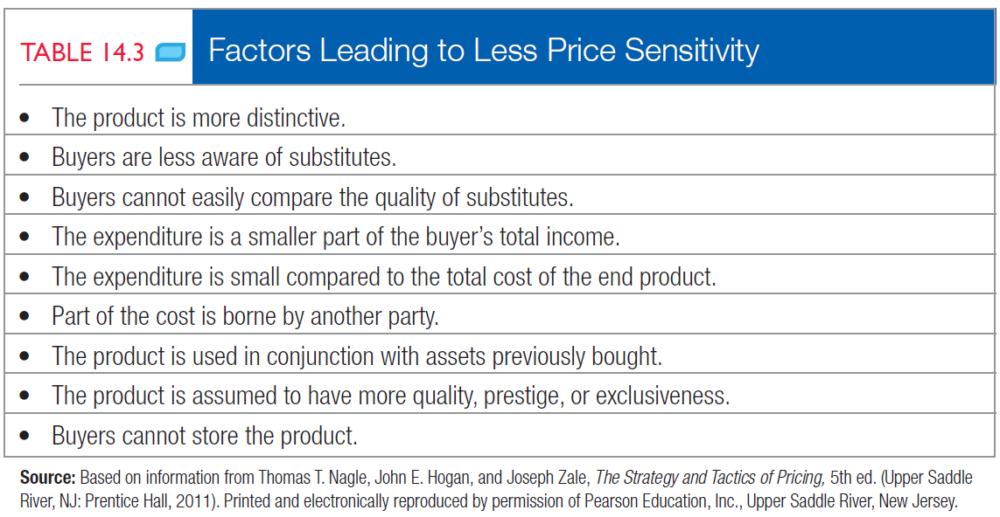 TABLE 14.3 Factors Leading to Less Price Sensitivity
• The product is more distinctive.
• Buyers are less aware of substitutes.
• Buyers cannot easily compare the quality of substitutes.
• The expenditure is a smaller part of the buyer’s total income.
• The expenditure is small compared to the total cost of the end product.
• Part of the cost is borne by another party.
• The product is used in conjunction with assets previously bought.
• The product is assumed to have more quality, prestige, or exclusiveness.
• Buyers cannot store the product.
Source: Based on information from Thomas T. Nagle, John E. Hogan, and Joseph Zale, The Strategy and Tactics of Pricing, 5th ed. (Upper Saddle
River, NJ: Prentice Hall, 2011). Printed and electronically reproduced by permission of Pearson Education, Inc., Upper Saddle River, New Jersey.